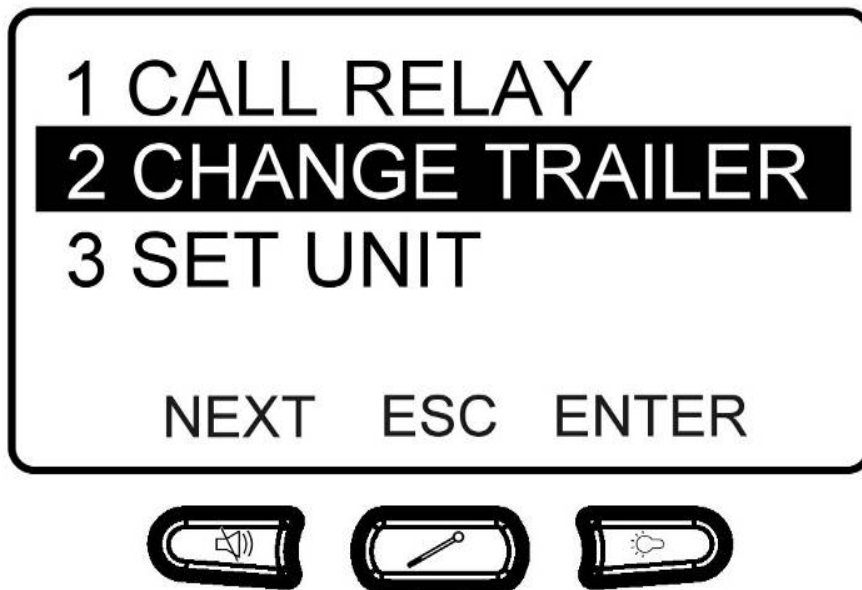 1 CALL RELAY
2 CHANGE TRAILER
3 SET UNIT
NEXT ESC ENTER